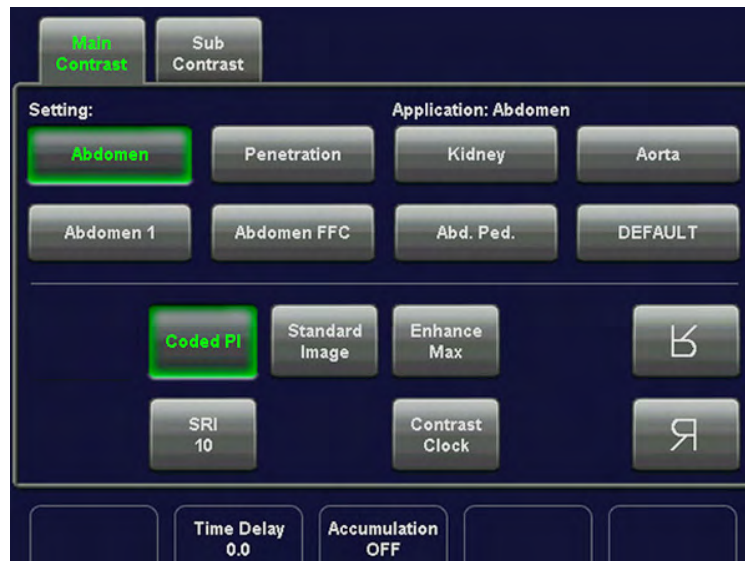 Main Contrast
Sub Contrast
Setting:
Application: Abdomen
Abdomen
Penetration
Kidney
Aorta
Abdomen 1
Abdomen FFC
Abd. Ped.
DEFAULT
Coded PI
Standard Image
Enhance Max
SRI 10
Contrast Clock
Я
Time Delay 0.0
Accumulation OFF